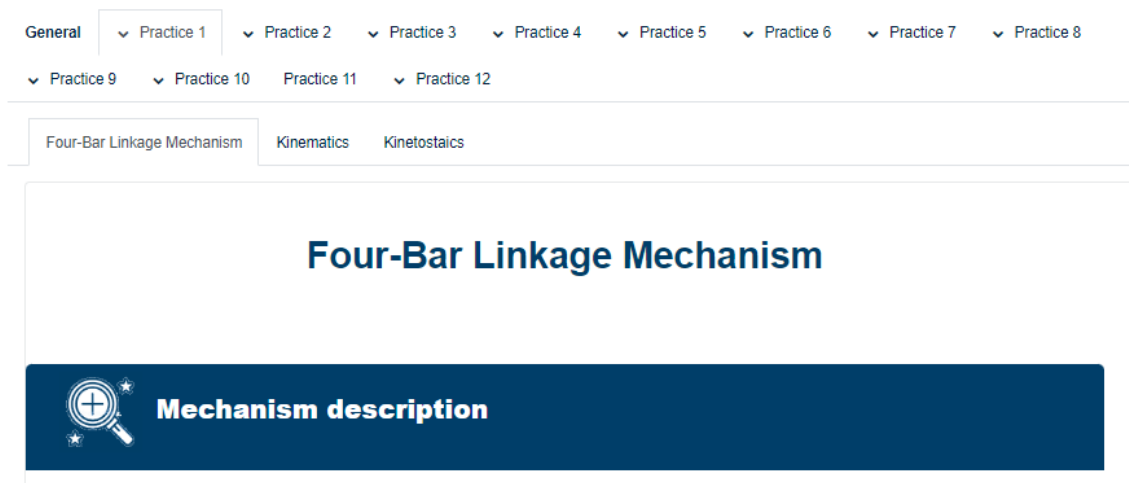 General Practice 1 Practice 2 Practice 3 Practice 4 Practice 5 Practice 6 Practice 7 Practice 8
Practice 9 Practice 10 Practice 11 Practice 12
Four-Bar Linkage Mechanism Kinematics Kinetostaics
Four-Bar Linkage Mechanism
Mechanism description